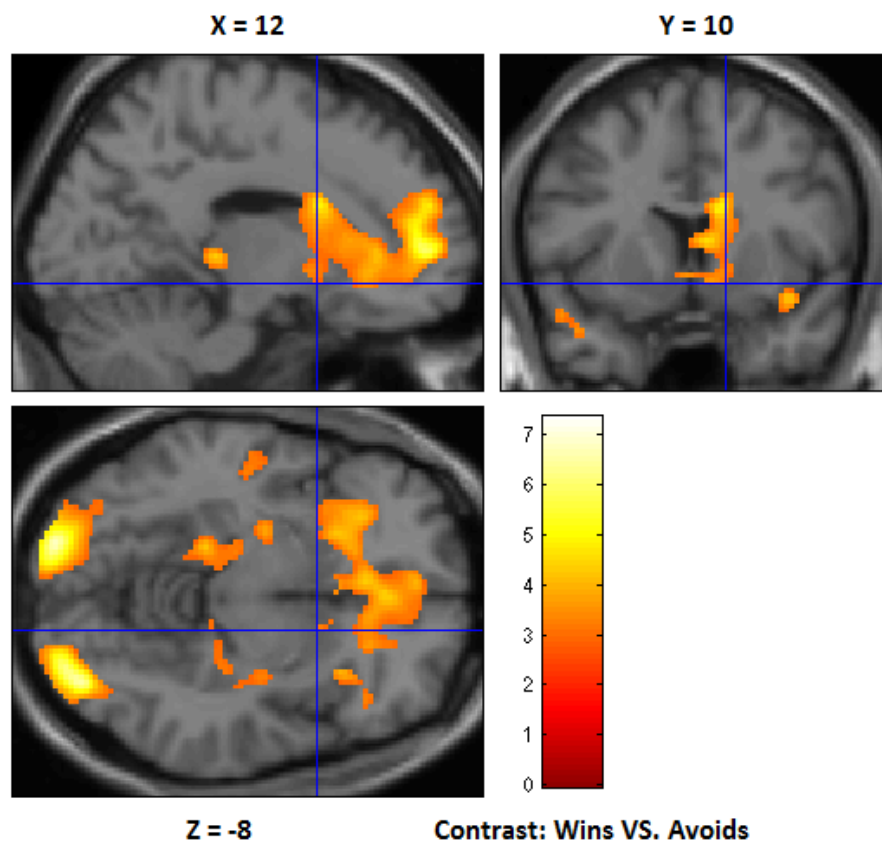 X = 12
Y = 10
7
6
5
4
3
2
1
0
Z = -8
Contrast: Wins VS. Avoids